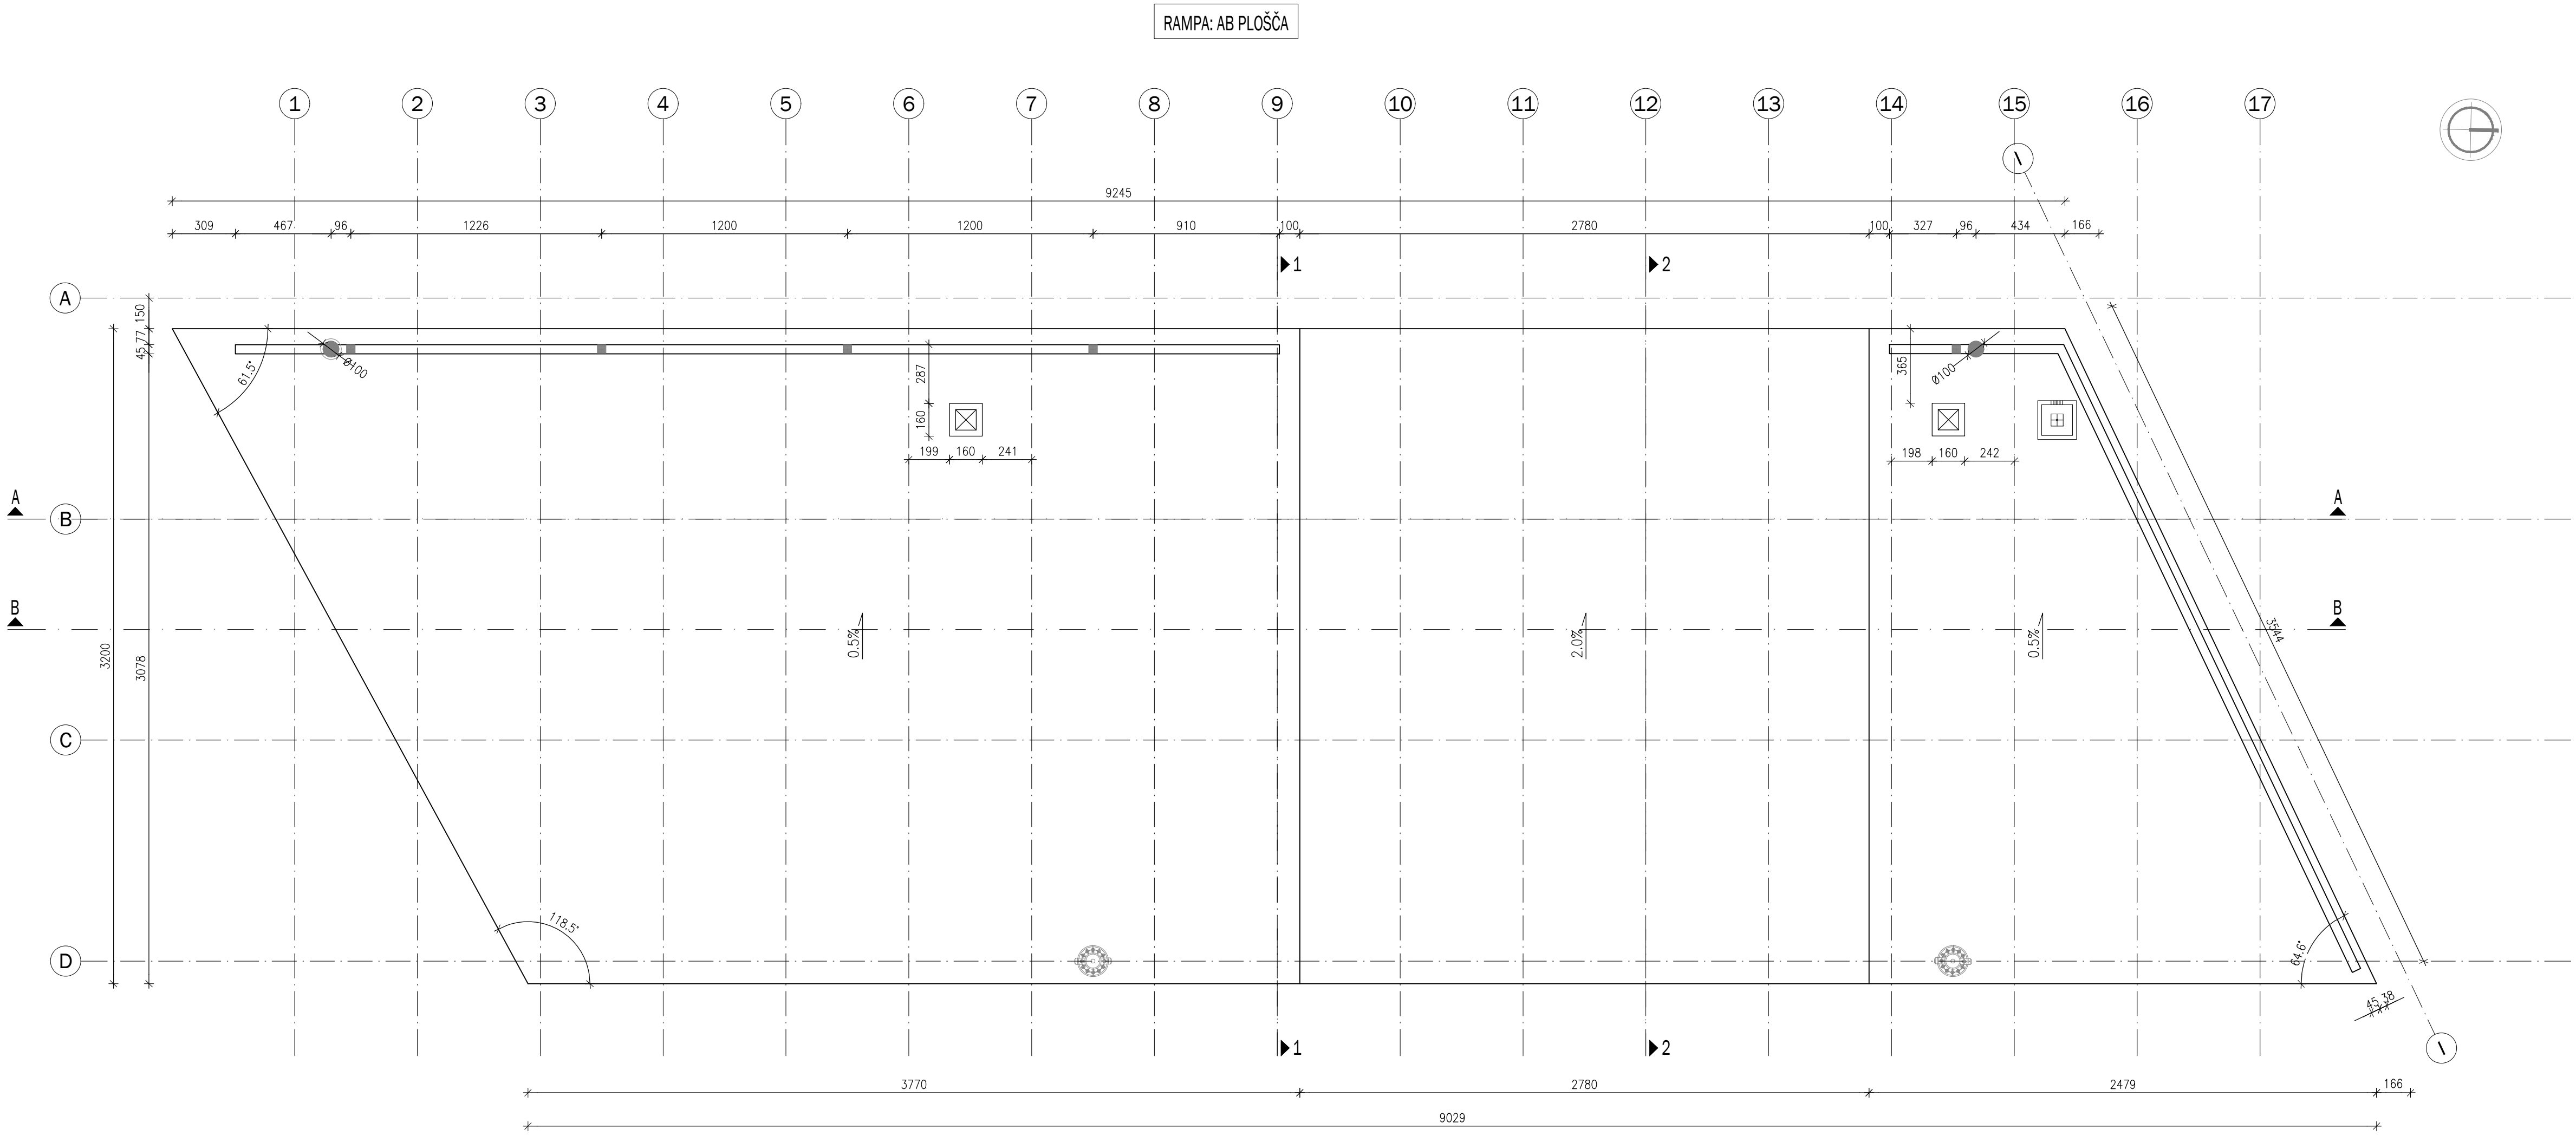 RAMPA: AB PLOŠČA
1 2 3 4 5 6 7 8 9 10 11 12 13 14 15 16 17
\
9245
309 467 96 1226 1200 1200 910 100 2780 100 327 96 434 166
1 2
A
150
77
45
61.5°
Ø100
287
160
199 160 241
365
Ø100
198 160 242
A A
B
B B
3200
3078
0.5%
2.0%
0.5%
3544
C
118.5°
64.6°
D
45 38
1 2
\
3770 2780 2479 166
9029